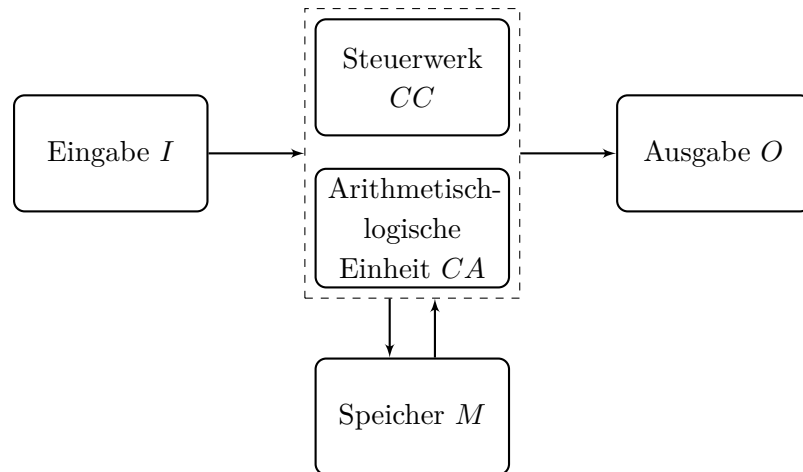 Steuerwerk
CC
Eingabe I
Ausgabe O
Arithmetisch-
logische
Einheit CA
Speicher M